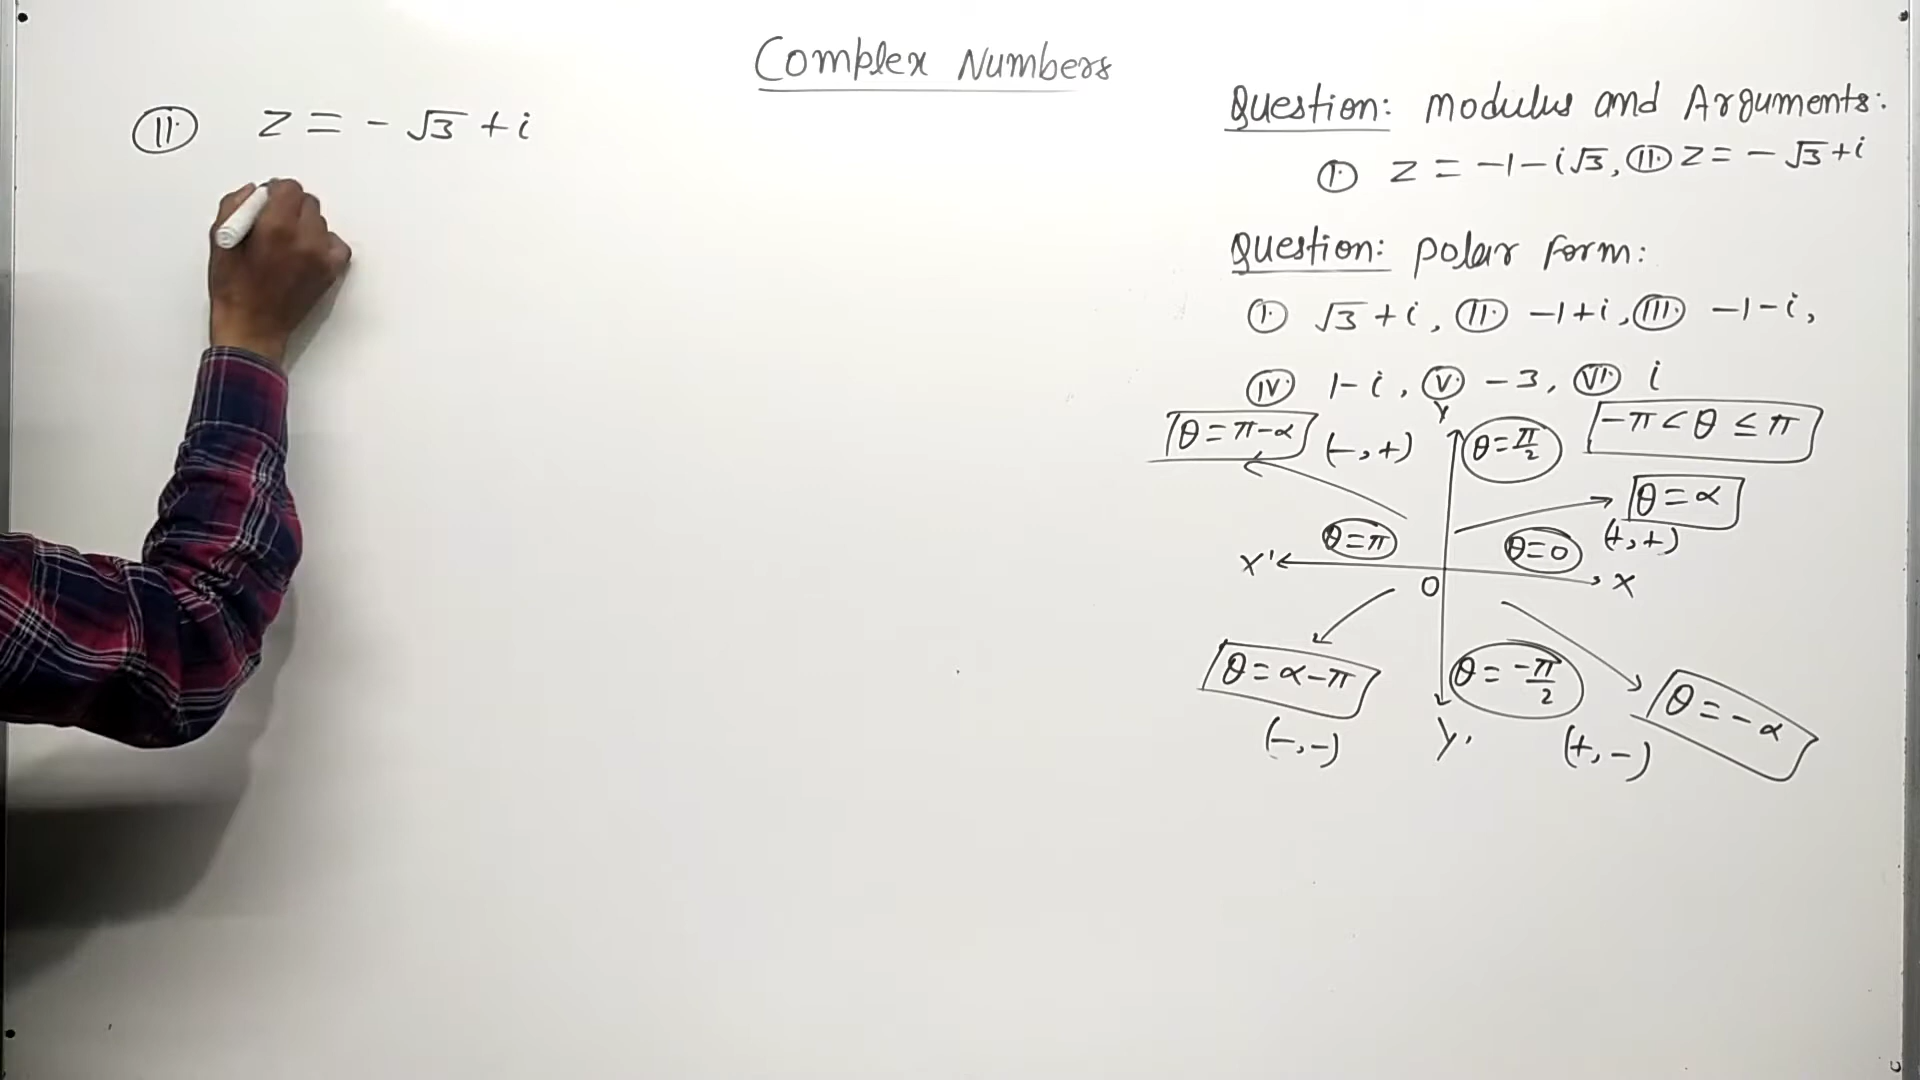 Complex Numbers
(II.) z = - √3 + i
Question: Modulus and Arguments:
(I.) z = -1 - i√3, (II.) z = - √3 + i
Question: Polar form:
(I.) √3 + i, (II.) -1 + i, (III.) -1 - i,
(IV.) 1 - i, (V.) -3, (VI.) i
Y
θ = π - α (-, +) θ = π/2 -π < θ ≤ π
θ = α
θ = π θ = 0 (+, +)
X' O X
θ = α - π θ = -π/2 θ = - α
(-, -) Y' (+, -)